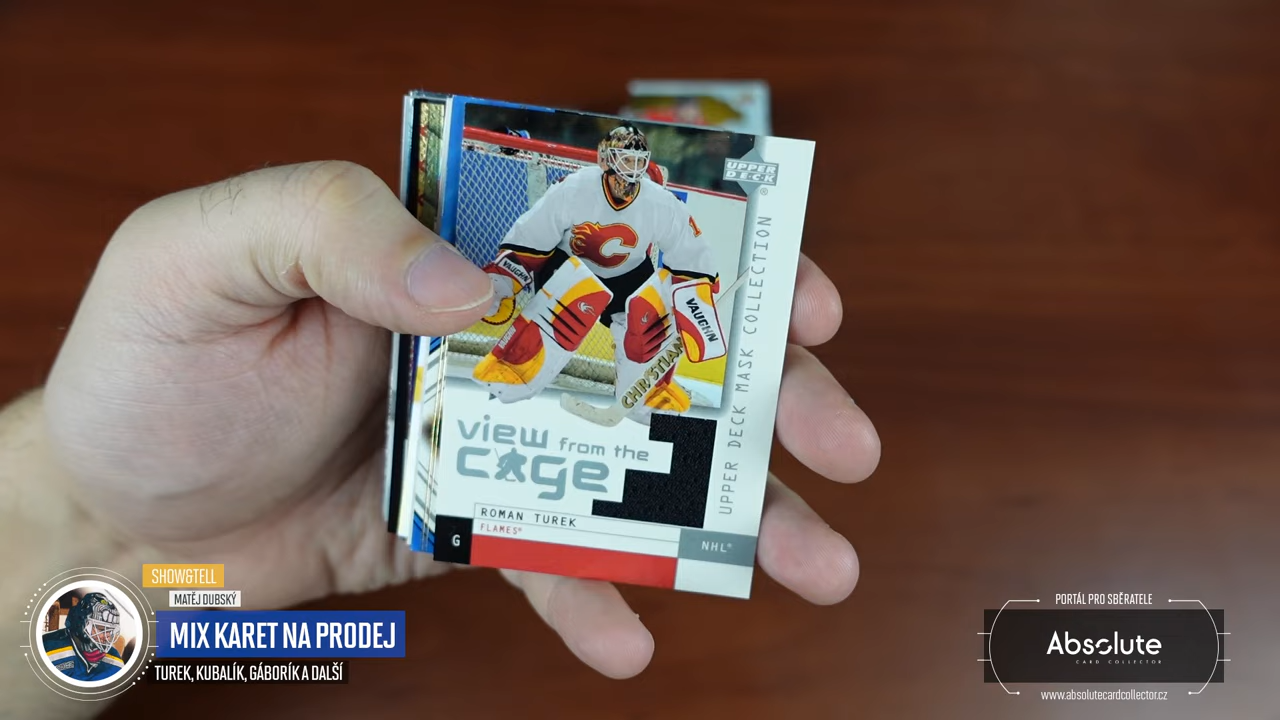 UPPER
DECK
1
VAUGHN
VAUGHN
CHRISTIAN
UPPER DECK MASK COLLECTION
view from the
cage
ROMAN TUREK
FLAMES®
G
NHL®
SHOW&TELL
MATĚJ DUBSKÝ
MIX KARET NA PRODEJ
TUREK, KUBALÍK, GÁBORÍK A DALŠÍ
PORTÁL PRO SBĚRATELE
Absolute
CARD COLLECTOR
www.absolutecardcollector.cz